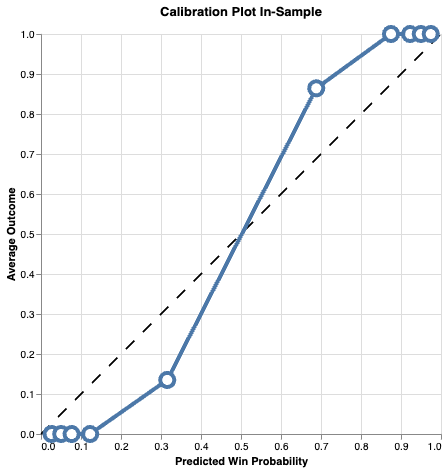 Calibration Plot In-Sample
1.0
0.9
0.8
0.7
0.6
0.5
0.4
0.3
0.2
0.1
0.0
Average Outcome
0.0 0.1 0.2 0.3 0.4 0.5 0.6 0.7 0.8 0.9 1.0
Predicted Win Probability